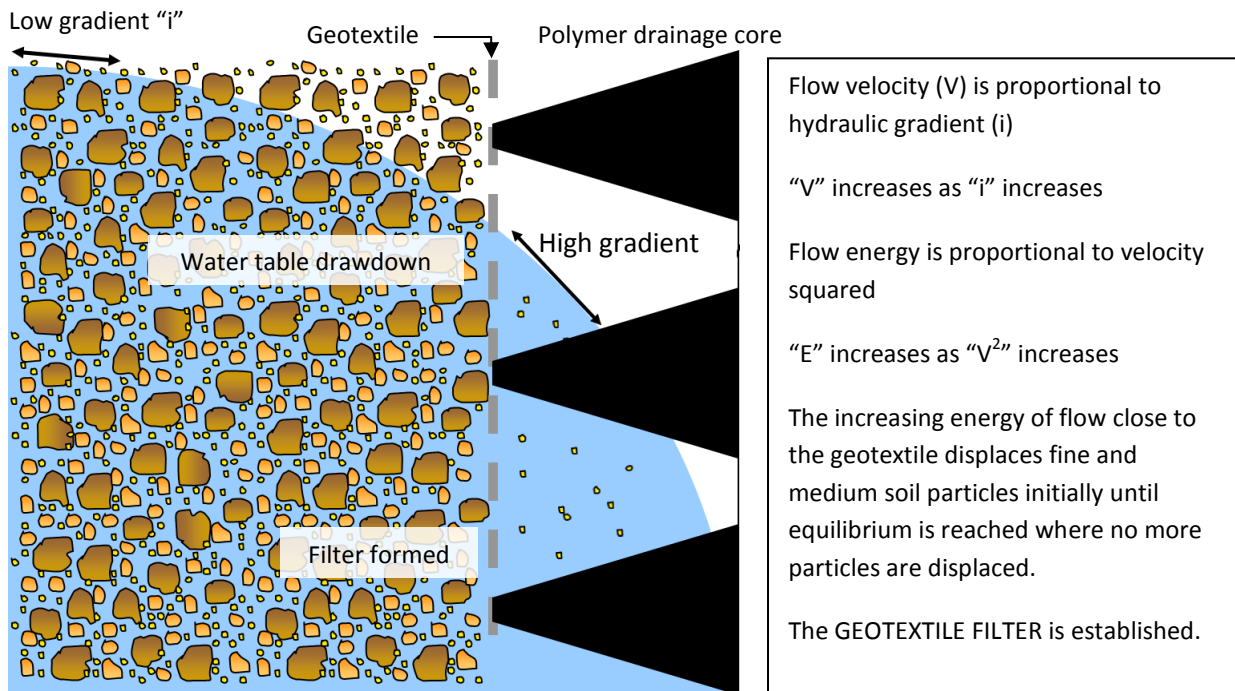 Low gradient “i”
Geotextile
Polymer drainage core
High gradient
Water table drawdown
Filter formed
Flow velocity (V) is proportional to
hydraulic gradient (i)
“V” increases as “i” increases
Flow energy is proportional to velocity
squared
“E” increases as “V²” increases
The increasing energy of flow close to
the geotextile displaces fine and
medium soil particles initially until
equilibrium is reached where no more
particles are displaced.
The GEOTEXTILE FILTER is established.